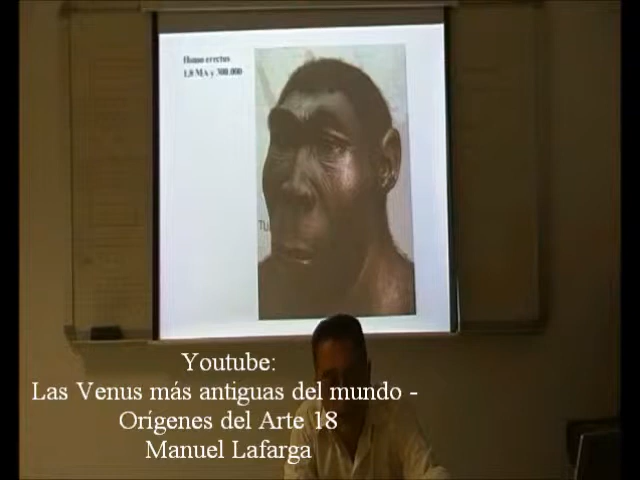 Homo erectus
1,8 MA y 300.000
TU
Youtube:
Las Venus más antiguas del mundo -
Orígenes del Arte 18
Manuel Lafarga